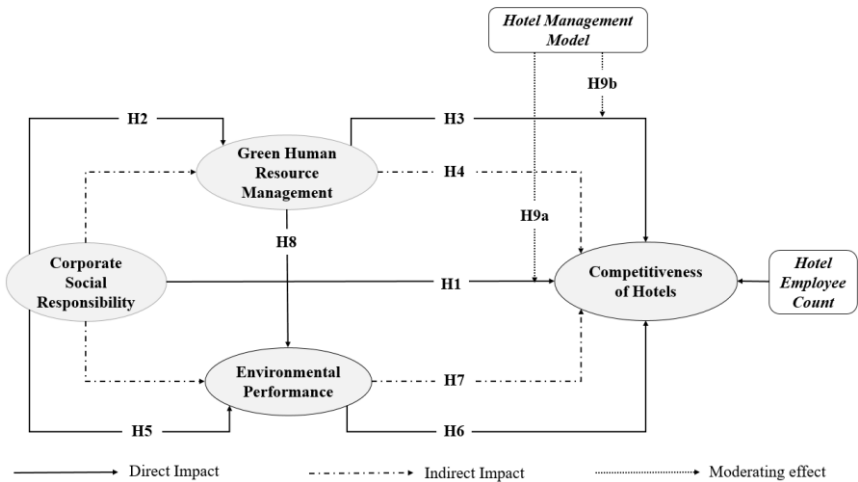 Hotel Management
Model
H9b
H2
H3
Green Human
Resource
Management
H4
H9a
H8
Corporate
Social
Responsibility
H1
Competitiveness
of Hotels
Hotel
Employee
Count
Environmental
Performance
H7
H5
H6
Direct Impact
Indirect Impact
Moderating effect